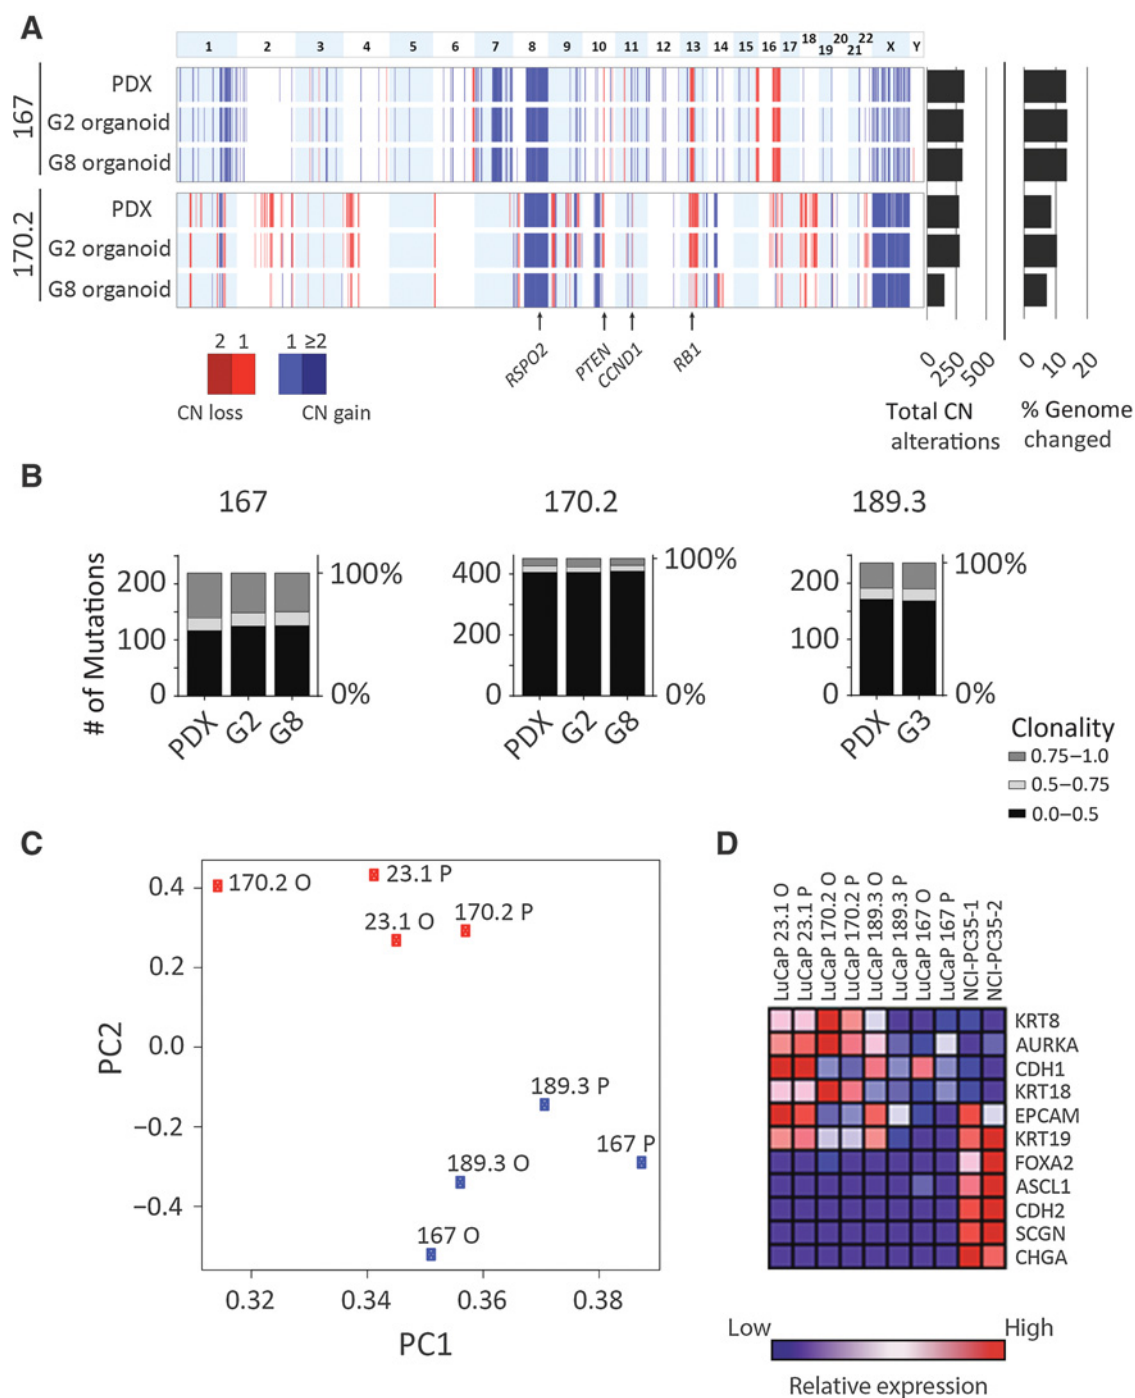 A
1 2 3 4 5 6 7 8 9 10 11 12 13 14 15 16 17 18 19 20 21 22 X Y
167
PDX
G2 organoid
G8 organoid
170.2
PDX
G2 organoid
G8 organoid
RSPO2
PTEN
CCND1
RB1
2 1
CN loss
1 ≥2
CN gain
0 250 500
Total CN
alterations
0 10 20
% Genome
changed
B
167
170.2
189.3
# of Mutations
200
100
0
100%
0%
PDX G2 G8
400
200
0
100%
0%
PDX G2 G8
200
100
0
100%
0%
PDX G3
Clonality
0.75–1.0
0.5–0.75
0.0–0.5
C
PC2
0.4
0.2
0.0
−0.2
−0.4
170.2 O
23.1 P
23.1 O
170.2 P
189.3 P
167 P
189.3 O
167 O
0.32 0.34 0.36 0.38
PC1
D
LuCaP 23.1 O
LuCaP 23.1 P
LuCaP 170.2 O
LuCaP 170.2 P
LuCaP 189.3 O
LuCaP 189.3 P
LuCaP 167 O
LuCaP 167 P
NCI-PC35-1
NCI-PC35-2
KRT8
AURKA
CDH1
KRT18
EPCAM
KRT19
FOXA2
ASCL1
CDH2
SCGN
CHGA
Low High
Relative expression